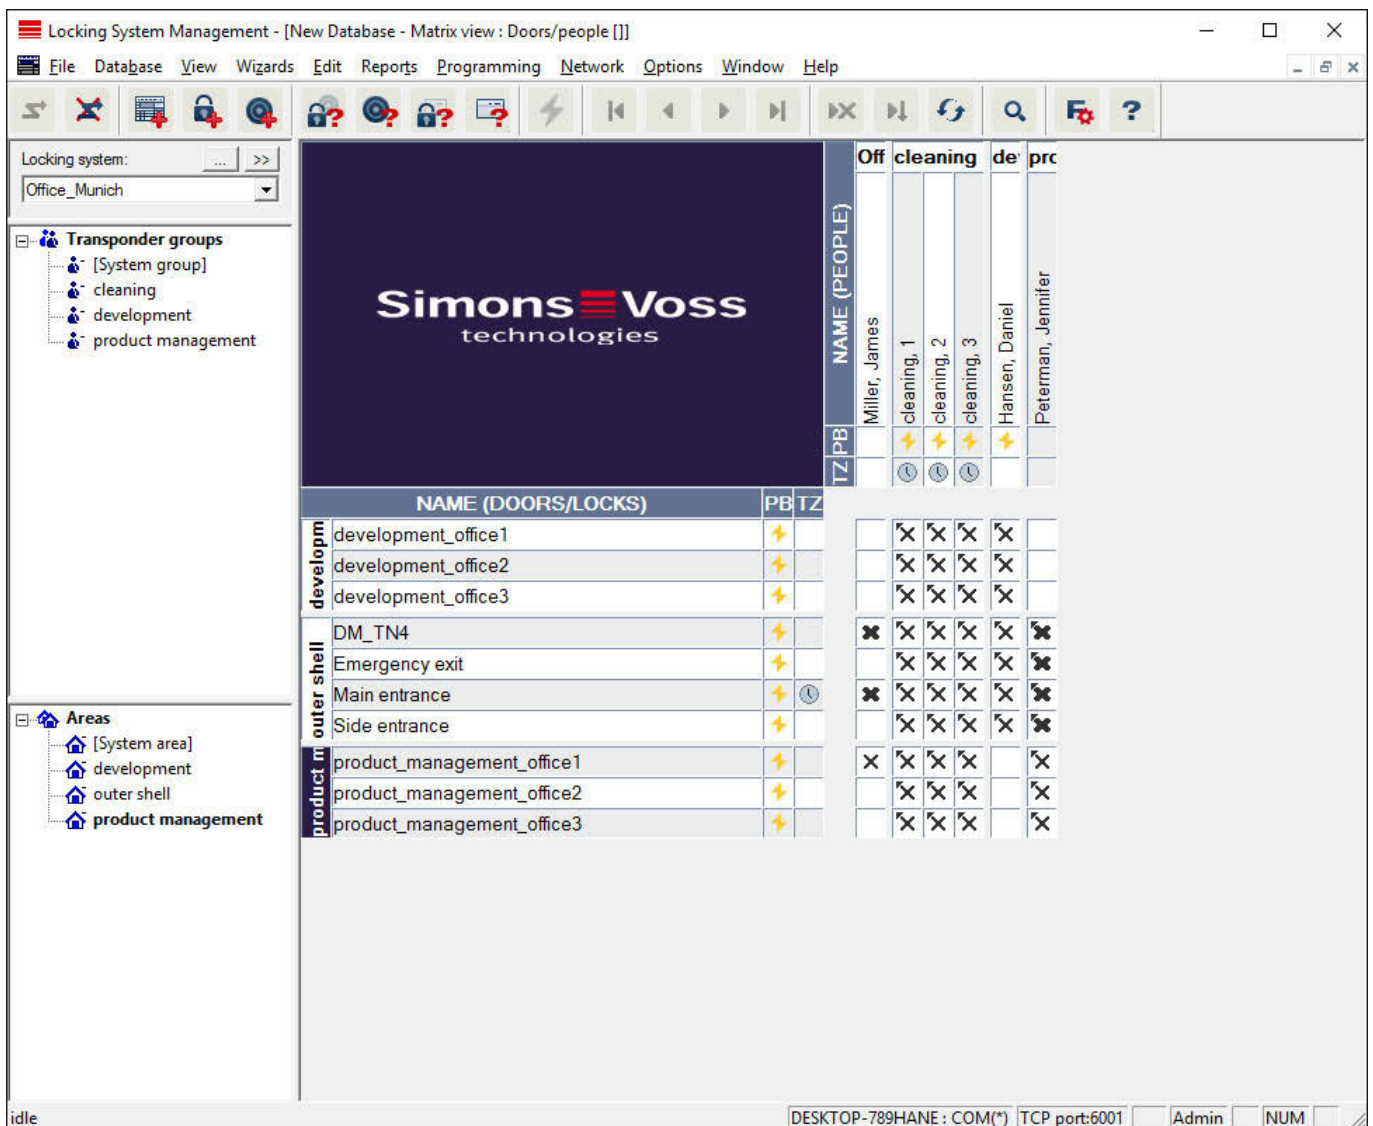 Locking System Management - [New Database - Matrix view : Doors/people []]
File Database View Wizards Edit Reports Programming Network Options Window Help
Locking system: ... >>
Office_Munich
Transponder groups
[System group]
cleaning
development
product management
Areas
[System area]
development
outer shell
product management
Simons Voss
technologies
NAME (PEOPLE)
PB
TZ
Off cleaning de pro
Miller, James
cleaning, 1
cleaning, 2
cleaning, 3
Hansen, Daniel
Peterman, Jennifer
NAME (DOORS/LOCKS) PB TZ
developm
development_office1
development_office2
development_office3
outer shell
DM_TN4
Emergency exit
Main entrance
Side entrance
product m
product_management_office1
product_management_office2
product_management_office3
idle DESKTOP-789HANE : COM(*) TCP port:6001 Admin NUM